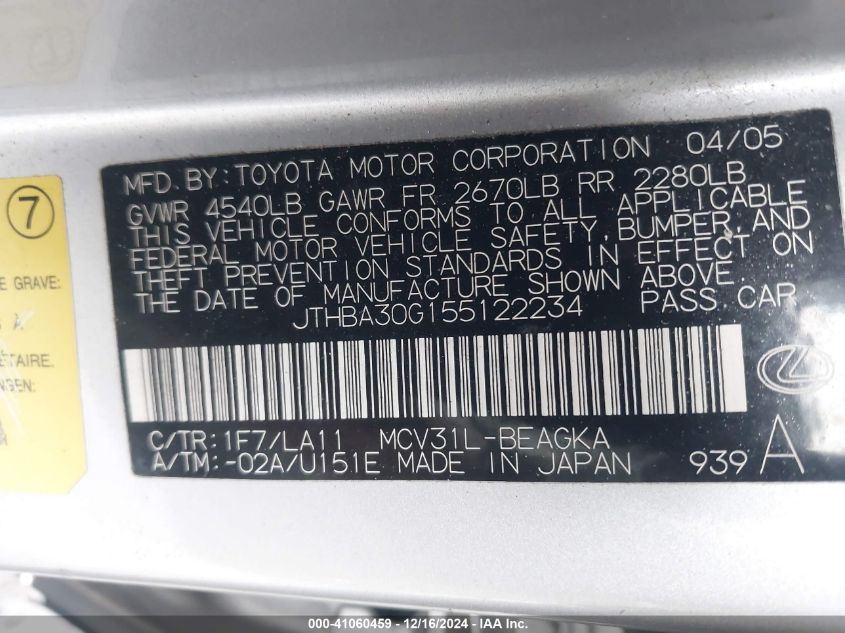 MFD. BY: TOYOTA MOTOR CORPORATION 04/05
GVWR 4540LB GAWR FR 2670LB RR 2280LB
THIS VEHICLE CONFORMS TO ALL APPLICABLE
FEDERAL MOTOR VEHICLE SAFETY, BUMPER, AND
THEFT PREVENTION STANDARDS IN EFFECT ON
THE DATE OF MANUFACTURE SHOWN ABOVE
JTHBA30G155122234 PASS CAR
C/TR: 1F7/LA11 MCV31L-BEAGKA
A/TM: -02A/U151E MADE IN JAPAN 939 A
7
E GRAVE:
A
TAIRE.
NGEN:
000-41060459 - 12/16/2024 - IAA Inc.